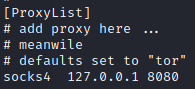 [ProxyList]
# add proxy here ...
# meanwile
# defaults set to "tor"
socks4 127.0.0.1 8080